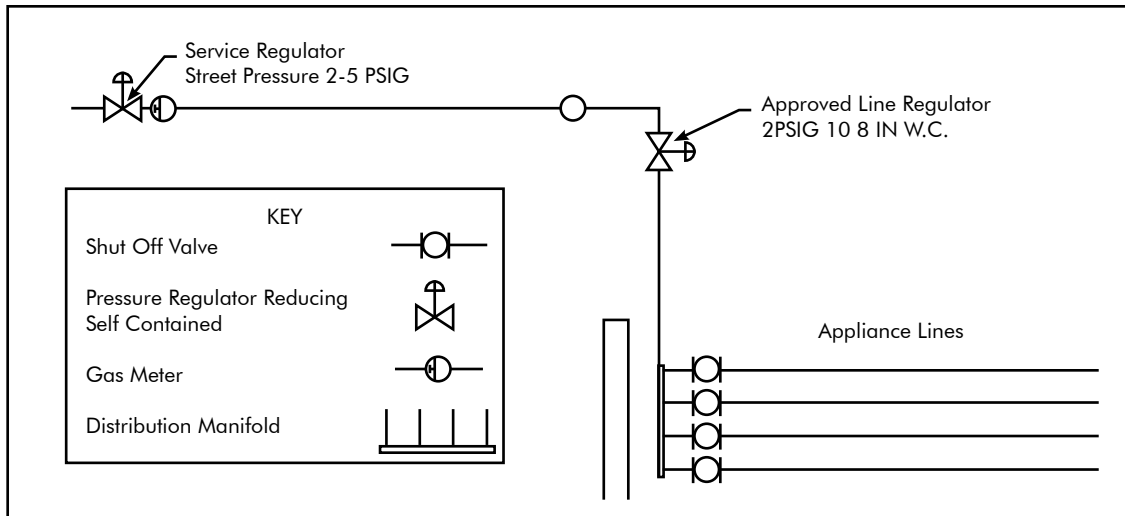 Service Regulator
Street Pressure 2-5 PSIG
Approved Line Regulator
2PSIG 10 8 IN W.C.
KEY
Shut Off Valve
Pressure Regulator Reducing
Self Contained
Gas Meter
Distribution Manifold
Appliance Lines